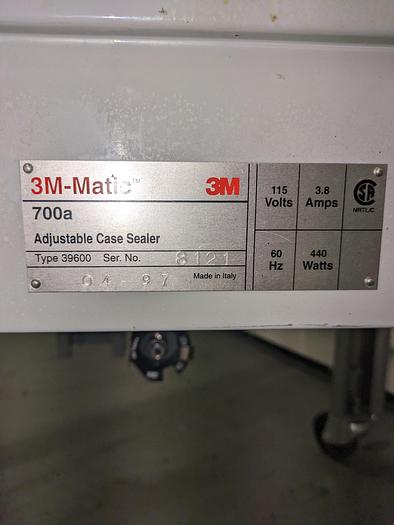 3M-Matic™ 3M
700a
Adjustable Case Sealer
Type 39600 Ser. No. 8121
04-97 Made in Italy
115 Volts
3.8 Amps
60 Hz
440 Watts
SA
NRTL/C